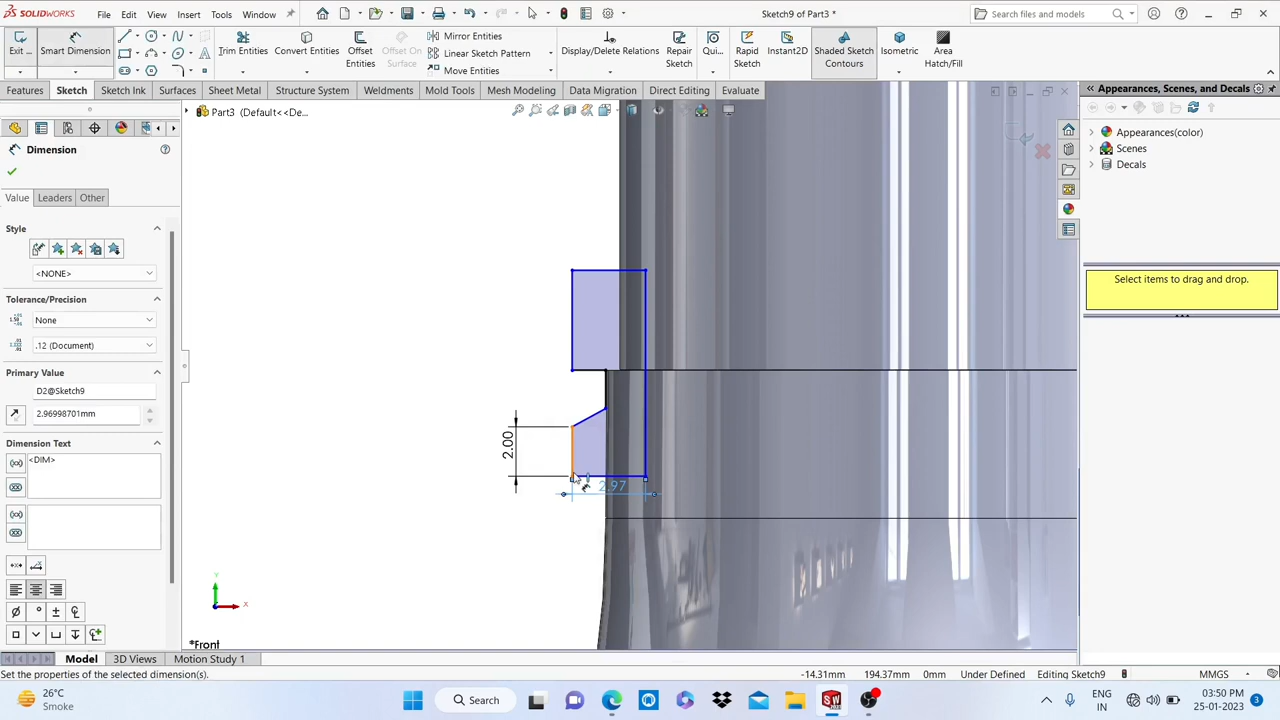 SOLIDWORKS File Edit View Insert Tools Window Sketch9 of Part3 * Search files and models
Exit ... Smart Dimension Trim Entities Convert Entities Offset Entities Offset On Surface Mirror Entities Linear Sketch Pattern Move Entities Display/Delete Relations Repair Sketch Qui... Rapid Sketch Instant2D Shaded Sketch Contours Isometric Area Hatch/Fill
Features Sketch Sketch Ink Surfaces Sheet Metal Structure System Weldments Mold Tools Mesh Modeling Data Migration Direct Editing Evaluate
Appearances, Scenes, and Decals
Part3 (Default<<De...
Dimension
Value Leaders Other
Style
<NONE>
Tolerance/Precision
None
.12 (Document)
Primary Value
D2@Sketch9
2.96998701mm
Dimension Text
<DIM>
Appearances(color)
Scenes
Decals
Select items to drag and drop.
2.00
2.97
Y
X
*Front
Model 3D Views Motion Study 1
Set the properties of the selected dimension(s). -14.31mm 194.37mm 0mm Under Defined Editing Sketch9 MMGS
26°C
Smoke
Search
ENG
IN
03:50 PM
25-01-2023